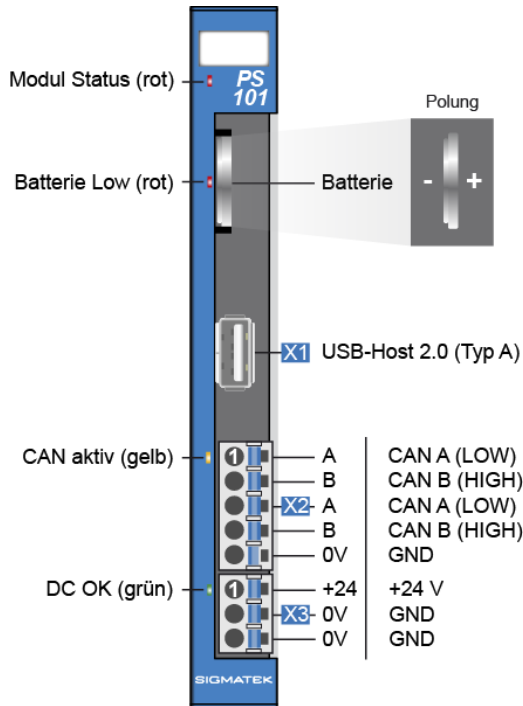 PS
101
Modul Status (rot)
Polung
Batterie Low (rot)
Batterie
- +
X1 USB-Host 2.0 (Typ A)
CAN aktiv (gelb)
1 A CAN A (LOW)
B CAN B (HIGH)
X2 A CAN A (LOW)
B CAN B (HIGH)
0V GND
DC OK (grün)
1 +24 +24 V
X3 0V GND
0V GND
SIGMATEK